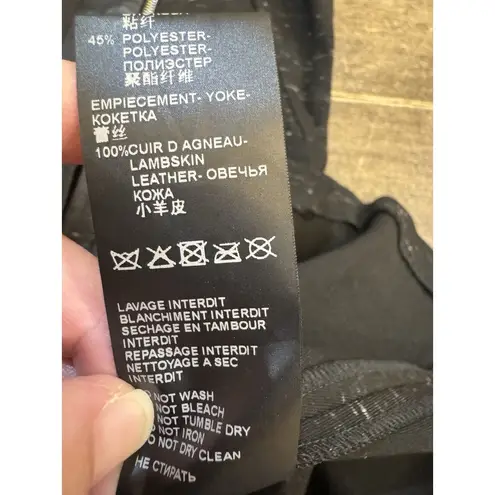 粘纤
45% POLYESTER-
POLYESTER-
ПОЛИЭСТЕР
聚酯纤维
EMPIECEMENT- YOKE-
КОКЕТКА
蕾丝
100%CUIR D AGNEAU-
LAMBSKIN
LEATHER- ОВЕЧЬЯ
КОЖА
小羊皮
LAVAGE INTERDIT
BLANCHIMENT INTERDIT
SECHAGE EN TAMBOUR
INTERDIT
REPASSAGE INTERDIT
NETTOYAGE A SEC
INTERDIT
NOT WASH
NOT BLEACH
NOT TUMBLE DRY
NOT IRON
DO NOT DRY CLEAN
НЕ СТИРАТЬ